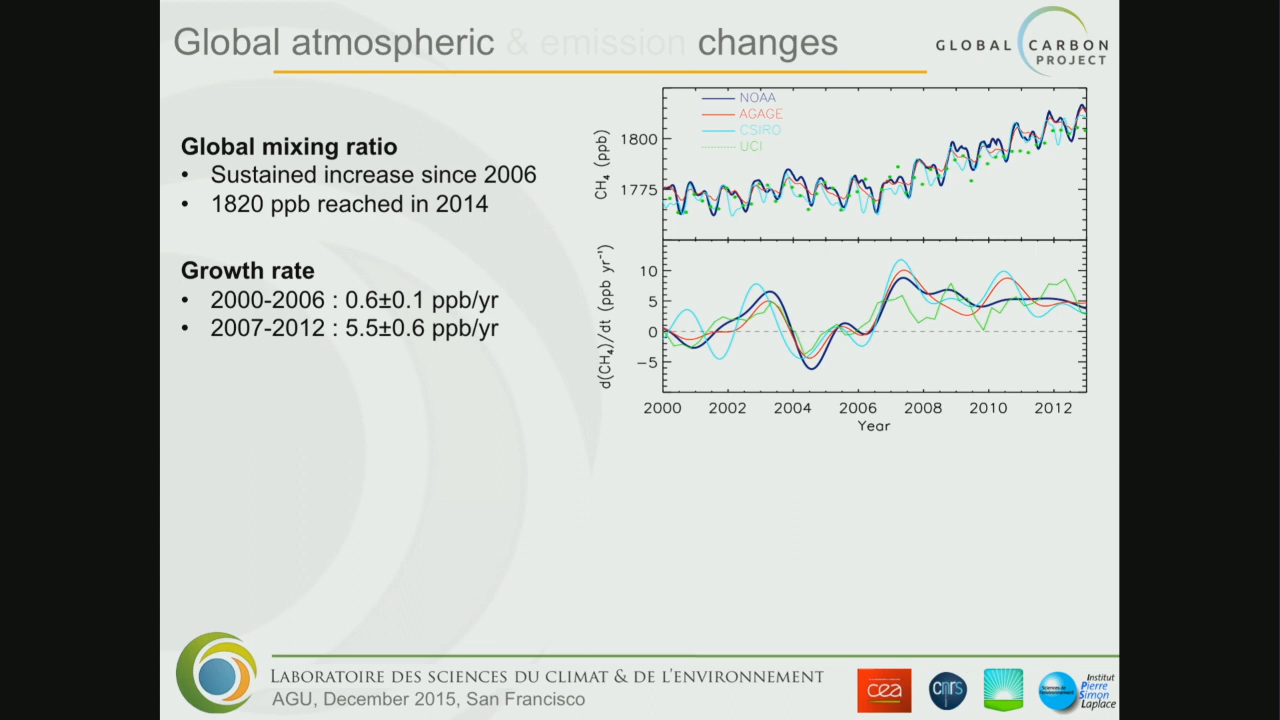 Global atmospheric & emission changes
GLOBAL CARBON
PROJECT
Global mixing ratio
• Sustained increase since 2006
• 1820 ppb reached in 2014
Growth rate
• 2000-2006 : 0.6±0.1 ppb/yr
• 2007-2012 : 5.5±0.6 ppb/yr
NOAA
AGAGE
CSIRO
UCI
CH₄ (ppb)
1800
1775
d(CH₄)/dt (ppb yr⁻¹)
10
5
0
−5
2000 2002 2004 2006 2008 2010 2012
Year
LABORATOIRE DES SCIENCES DU CLIMAT & DE L'ENVIRONNEMENT
AGU, December 2015, San Francisco
cea
cnrs
Sciences de l'Environnement
Institut
Pierre
Simon
Laplace